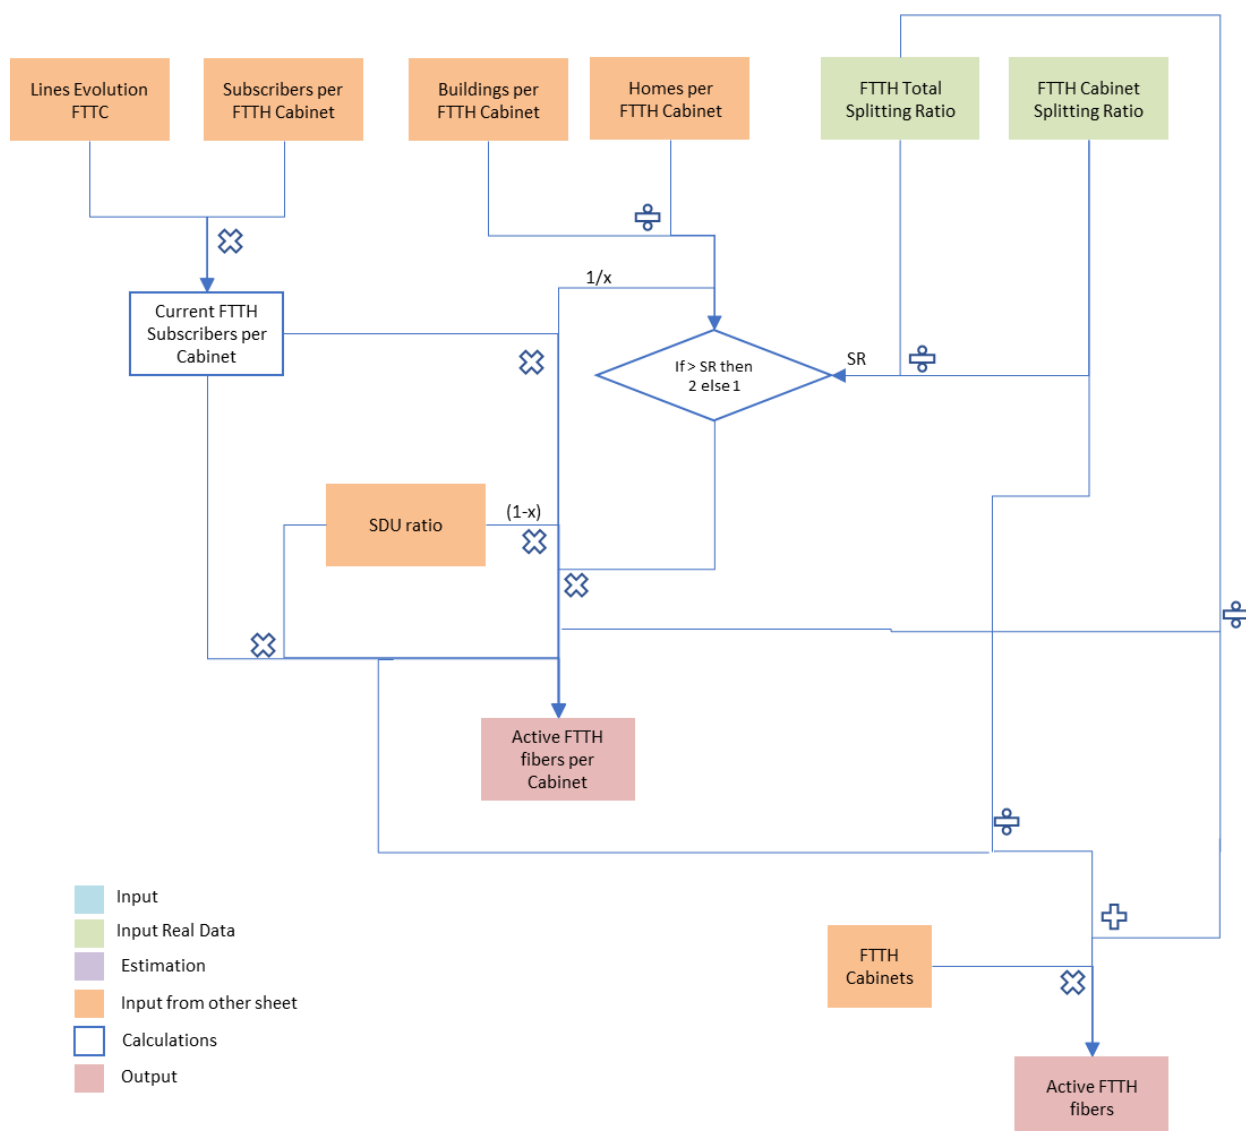 Lines Evolution
FTTC
Subscribers per
FTTH Cabinet
Buildings per
FTTH Cabinet
Homes per
FTTH Cabinet
FTTH Total
Splitting Ratio
FTTH Cabinet
Splitting Ratio
1/x
Current FTTH
Subscribers per
Cabinet
If > SR then
2 else 1
SR
SDU ratio
(1-x)
Active FTTH
fibers per
Cabinet
Input
Input Real Data
Estimation
Input from other sheet
Calculations
Output
FTTH
Cabinets
Active FTTH
fibers